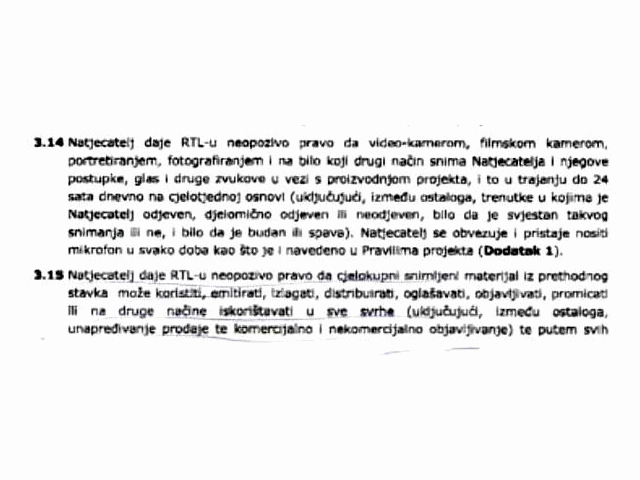 3.14 Natjecatelj daje RTL-u neopozivo pravo da video-kamerom, filmskom kamerom,
portretiranjem, fotografiranjem i na bilo koji drugi način snima Natjecatelja i njegove
postupke, glas i druge zvukove u vezi s proizvodnjom projekta, i to u trajanju do 24
sata dnevno na cjelotjednoj osnovi (uključujući, između ostaloga, trenutke u kojima je
Natjecatelj odjeven, djelomično odjeven ili neodjeven, bilo da je svjestan takvog
snimanja ili ne, i bilo da je budan ili spava). Natjecatelj se obvezuje i pristaje nositi
mikrofon u svako doba kao što je i navedeno u Pravilima projekta (Dodatak 1).
3.15 Natjecatelj daje RTL-u neopozivo pravo da cjelokupni snimljeni materijal iz prethodnog
stavka može koristiti, emitirati, izlagati, distribuirati, oglašavati, objavljivati, promicati
ili na druge načine iskorištavati u sve svrhe (uključujući, između ostaloga,
unapređivanje prodaje te komercijalno i nekomercijalno objavljivanje) te putem svih